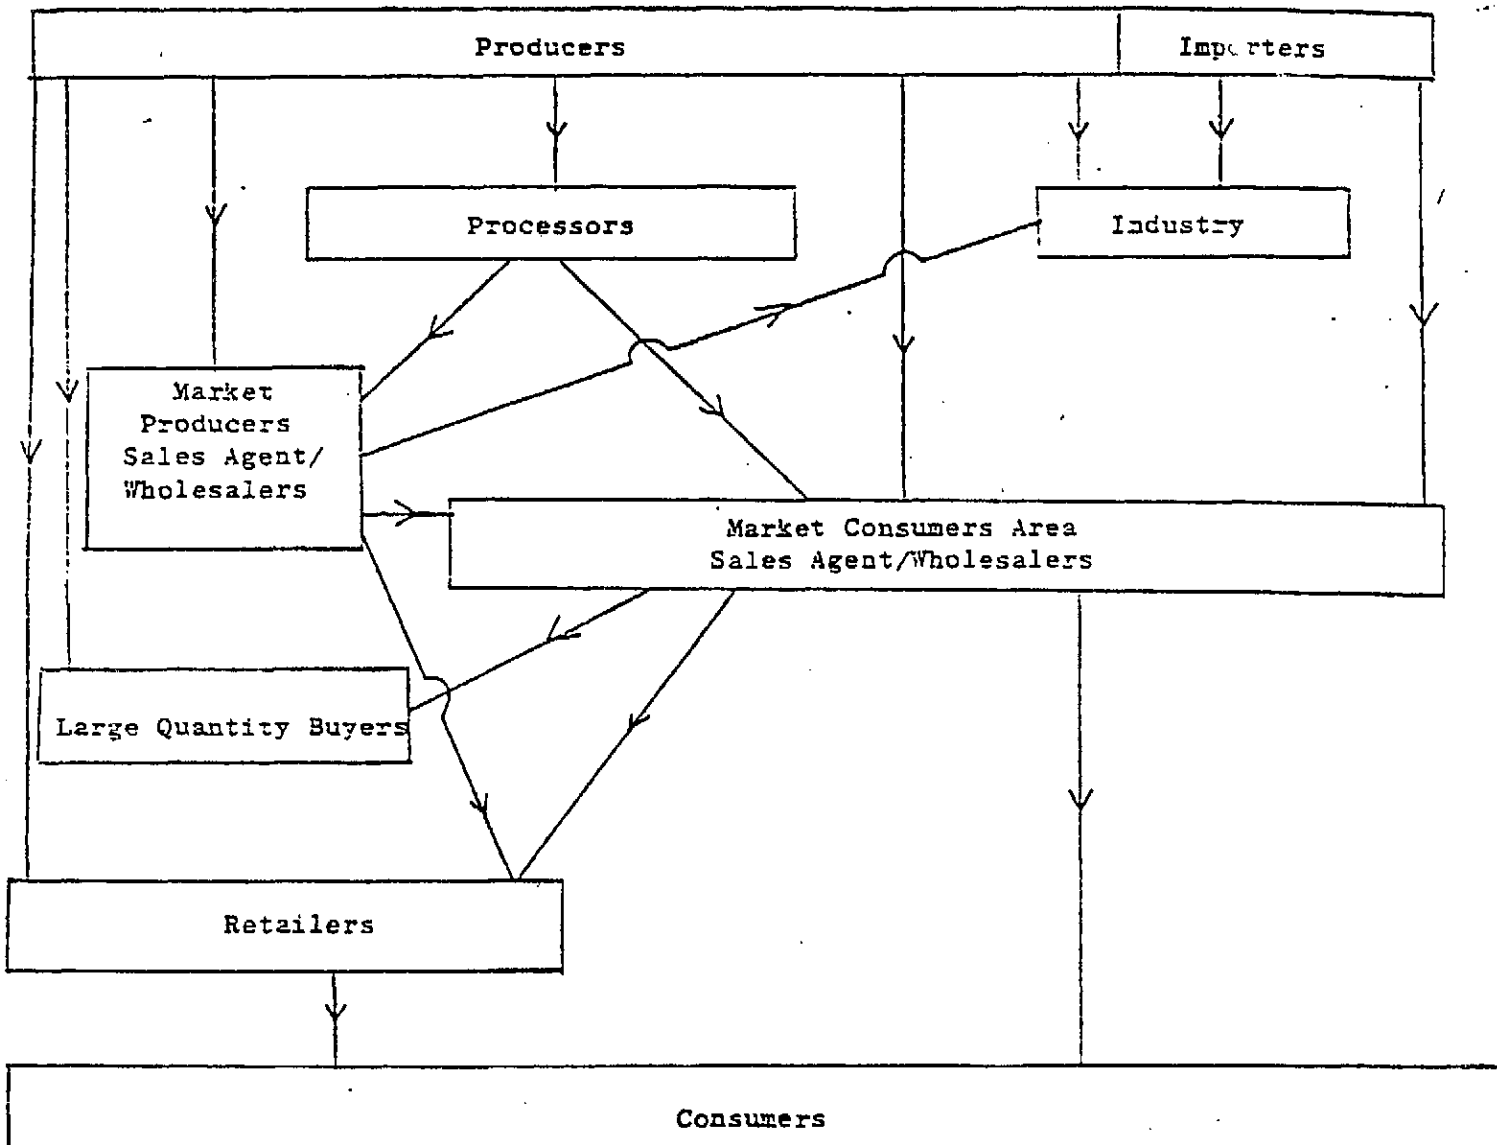 Producers
Importers
Processors
Industry
Market
Producers
Sales Agent/
Wholesalers
Market Consumers Area
Sales Agent/Wholesalers
Large Quantity Buyers
Retailers
Consumers